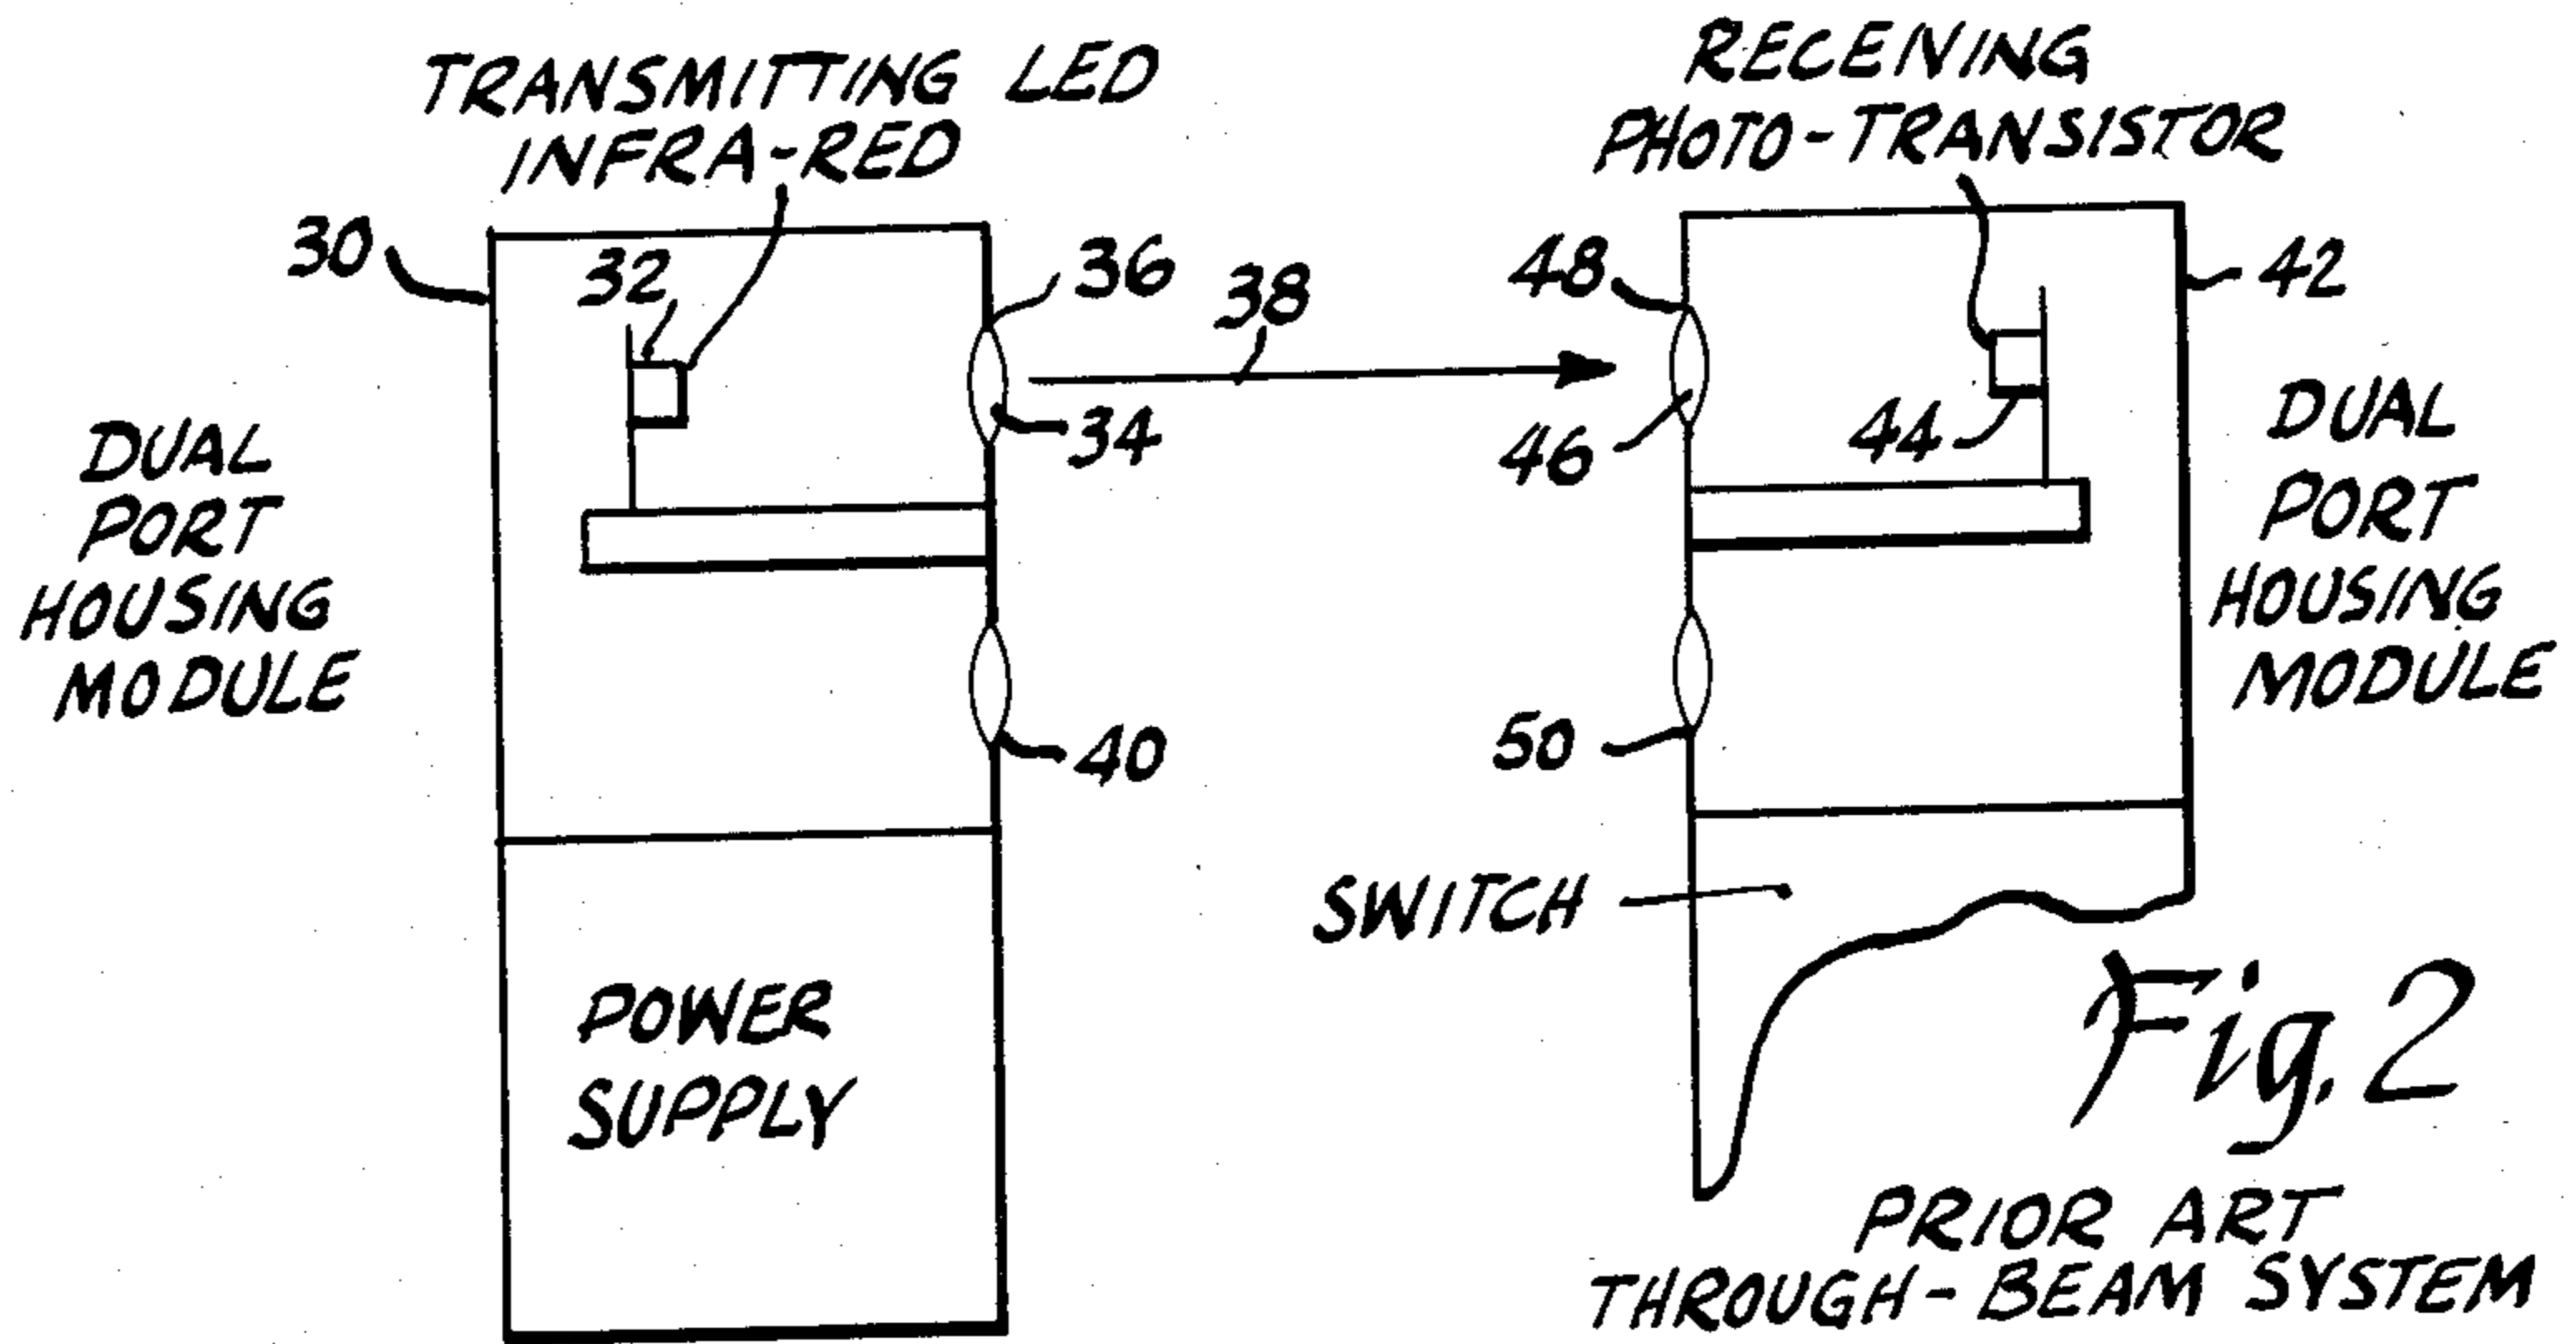 TRANSMITTING LED
INFRA-RED
RECEIVING
PHOTO-TRANSISTOR
30
32
36
38
48
42
34
46
44
DUAL
PORT
HOUSING
MODULE
DUAL
PORT
HOUSING
MODULE
40
50
SWITCH
POWER
SUPPLY
Fig. 2
PRIOR ART
THROUGH-BEAM SYSTEM